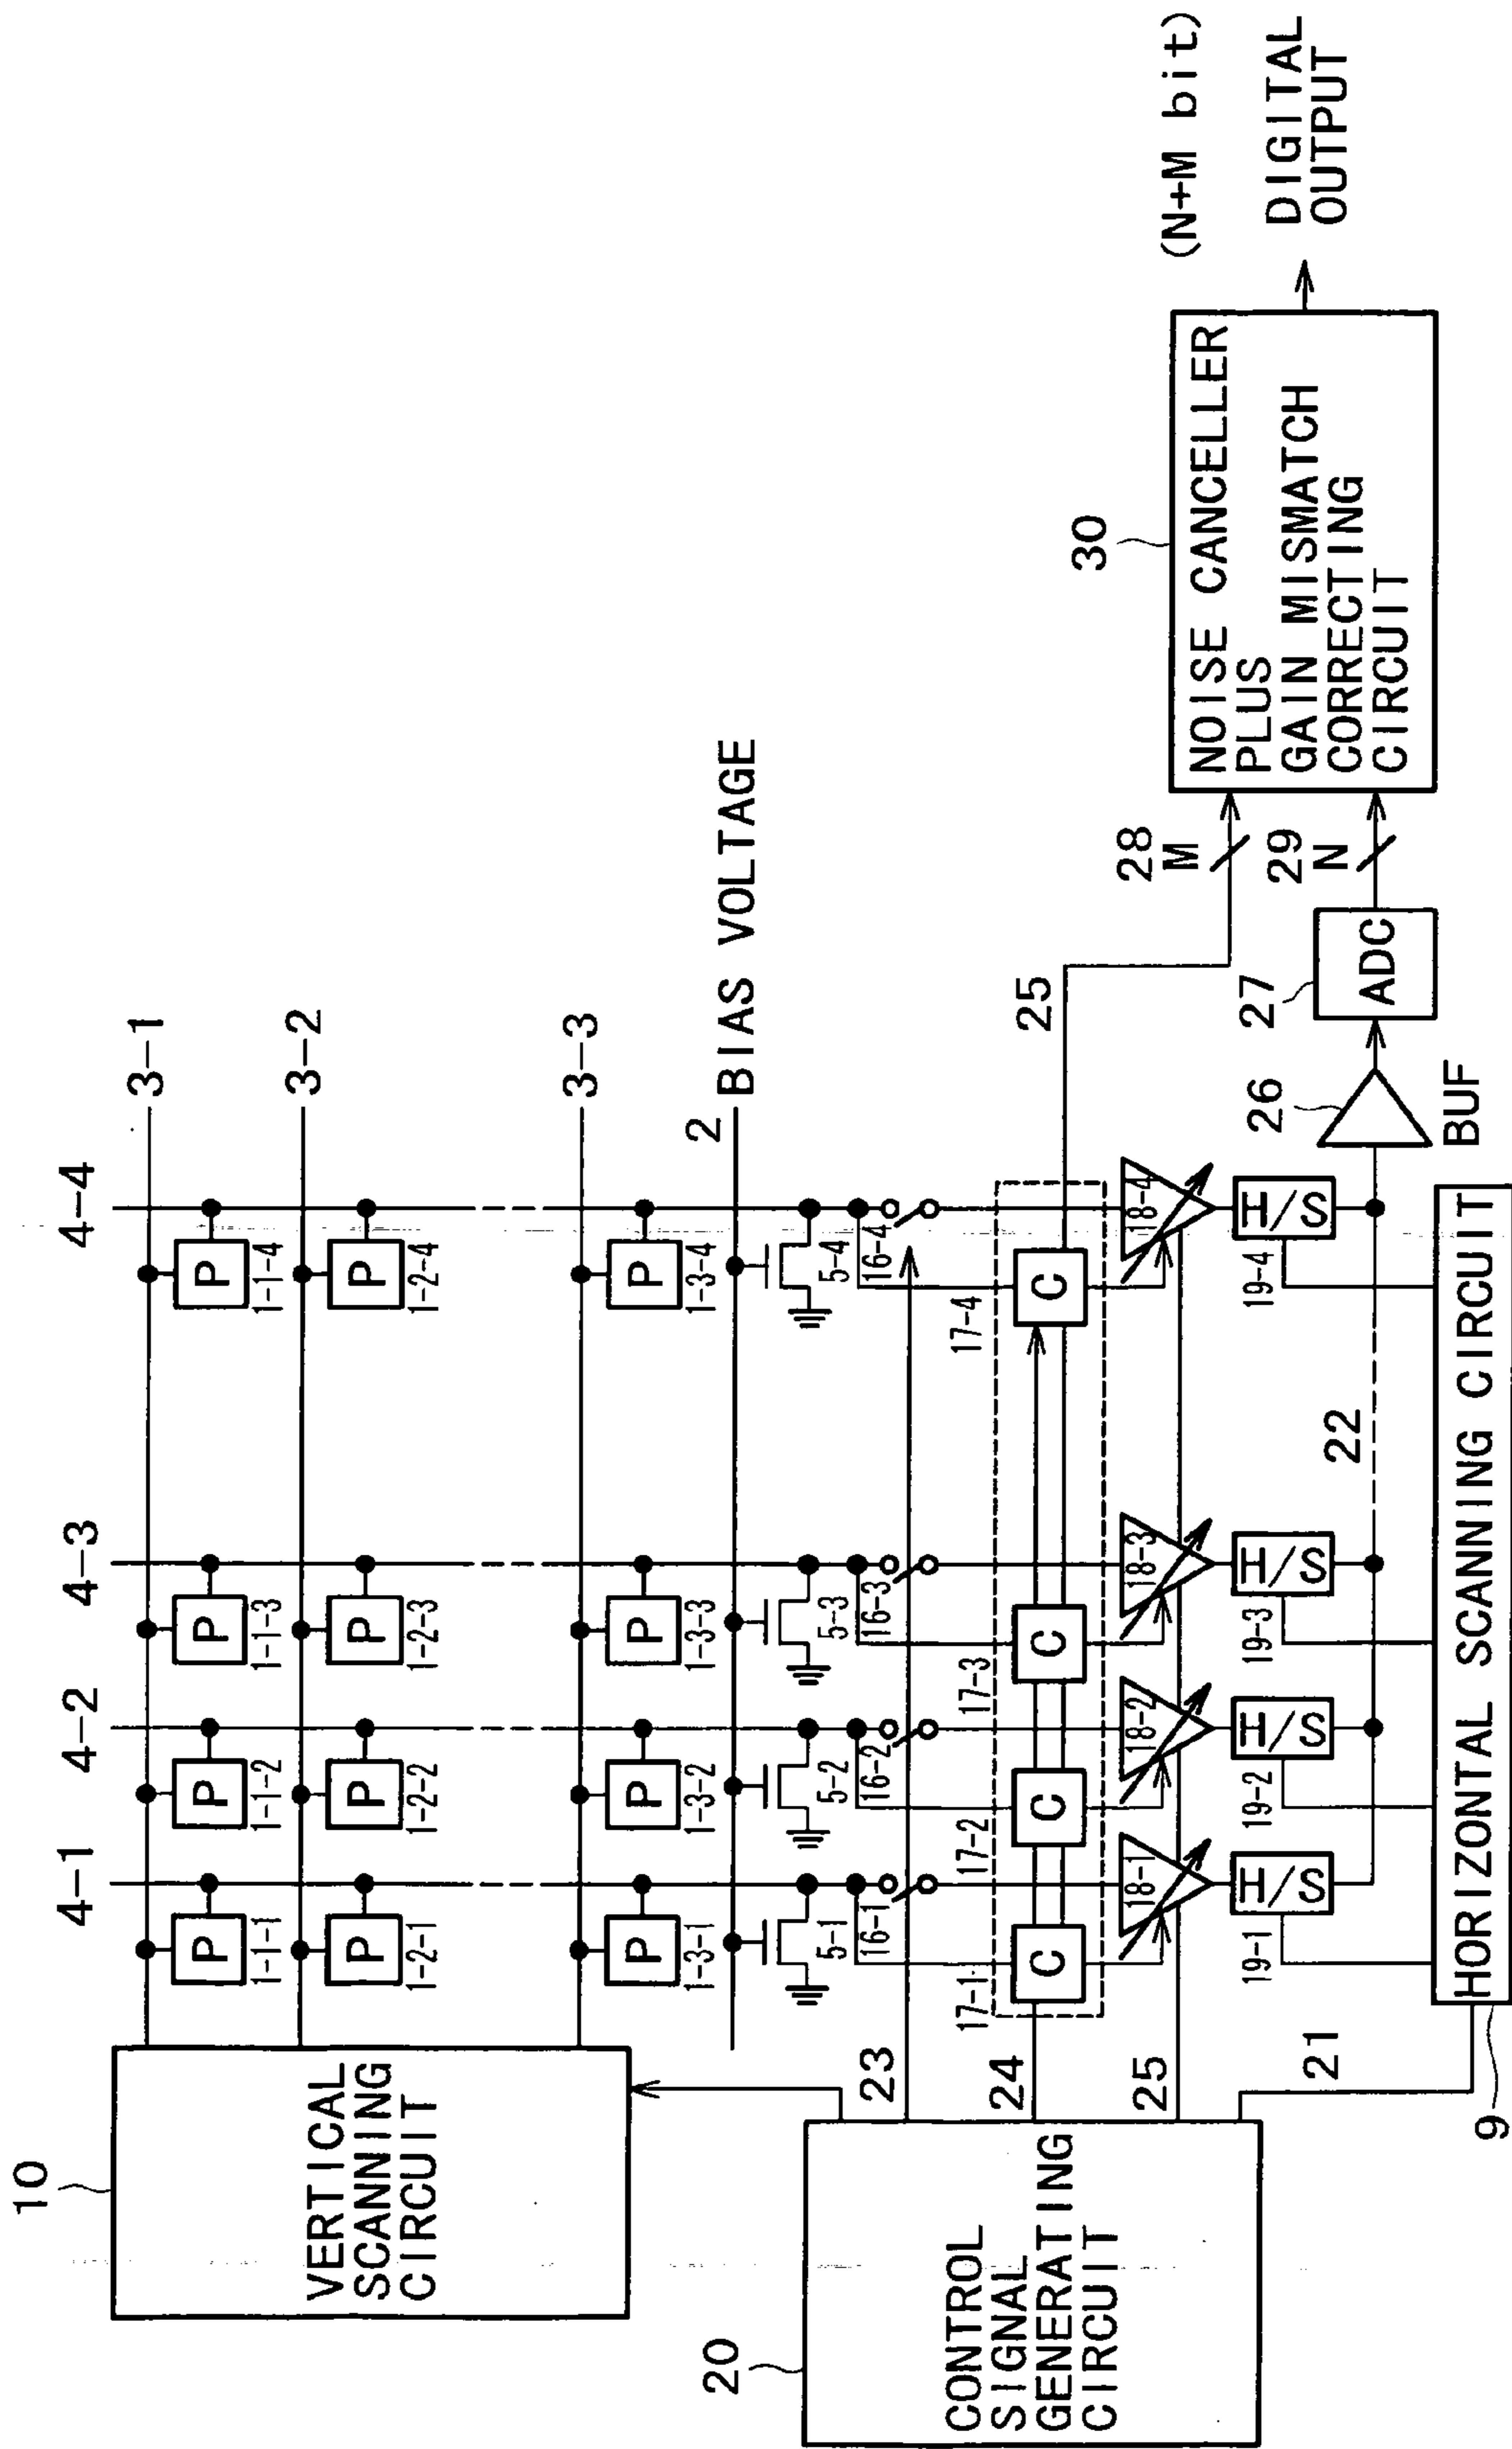 10
VERTICAL
SCANNING
CIRCUIT
4-1
4-2
4-3
4-4
3-1
P
P
P
P
1-1-1
1-1-2
1-1-3
1-1-4
3-2
P
P
P
P
1-2-1
1-2-2
1-2-3
1-2-4
3-3
P
P
P
P
1-3-1
1-3-2
1-3-3
1-3-4
2
BIAS VOLTAGE
5-1
5-2
5-3
5-4
16-1
16-2
16-3
16-4
20
CONTROL
SIGNAL
GENERATING
CIRCUIT
23
17-1
17-2
17-3
17-4
24
C
C
C
C
25
25
18-1
18-2
18-3
18-4
19-1
19-2
19-3
19-4
H/S
H/S
H/S
H/S
21
22
9
HORIZONTAL SCANNING CIRCUIT
26
BUF
27
ADC
28
M
29
N
30
NOISE CANCELLER
PLUS
GAIN MISMATCH
CORRECTING
CIRCUIT
(N+M bit)
DIGITAL
OUTPUT